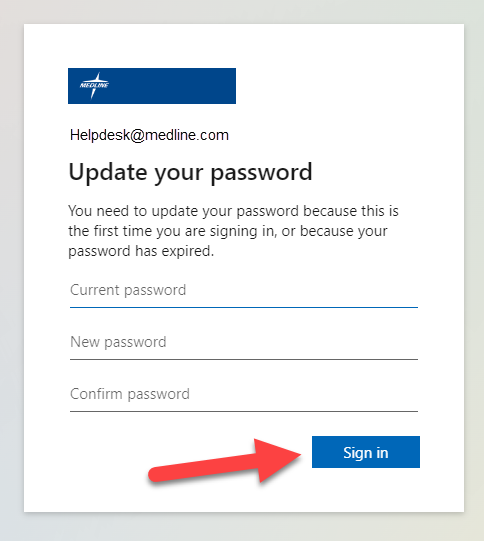 MEDLINE
Helpdesk@medline.com
Update your password
You need to update your password because this is
the first time you are signing in, or because your
password has expired.
Current password
New password
Confirm password
Sign in